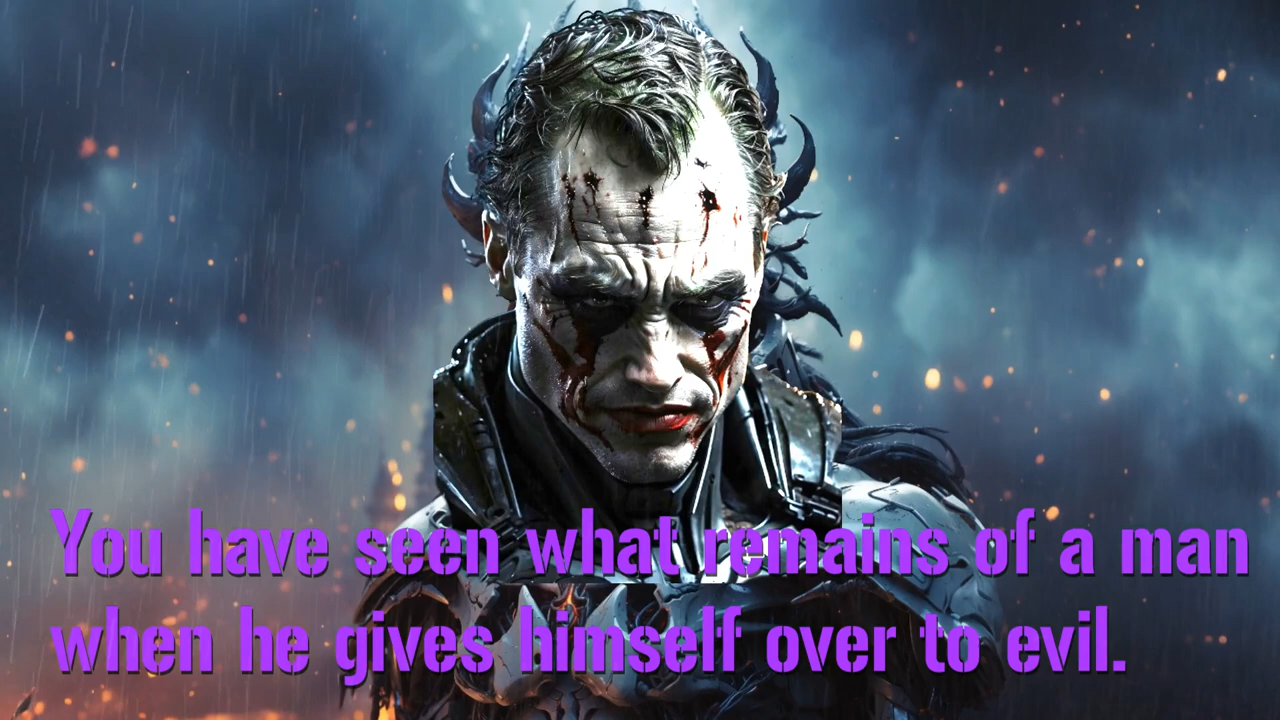 You have seen what remains of a man
when he gives himself over to evil.